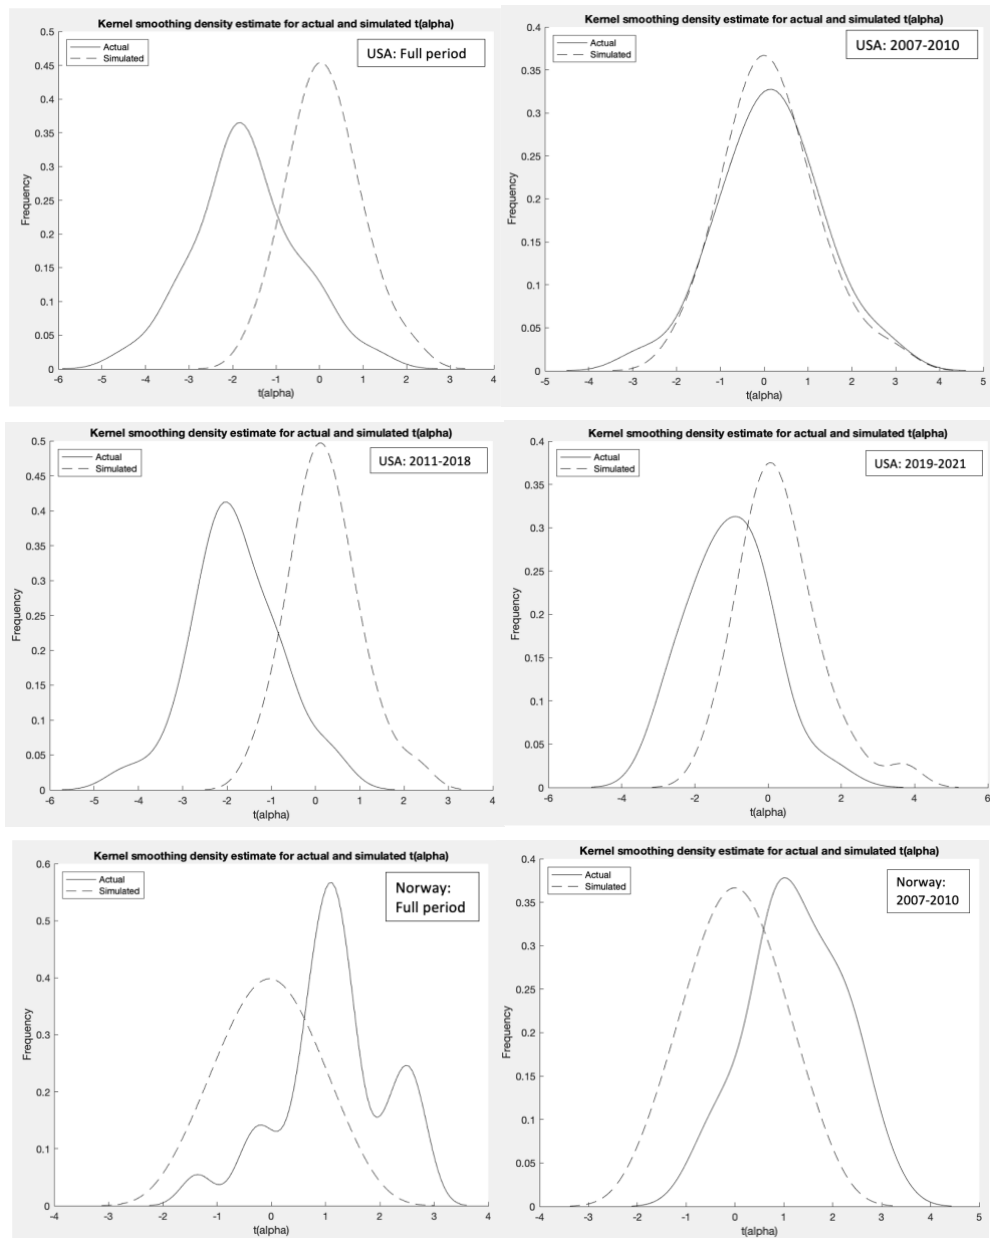 Kernel smoothing density estimate for actual and simulated t(alpha)
USA: Full period
Actual
Simulated
Frequency
0.5
0.45
0.4
0.35
0.3
0.25
0.2
0.15
0.1
0.05
0
-6 -5 -4 -3 -2 -1 0 1 2 3 4
t(alpha)
Kernel smoothing density estimate for actual and simulated t(alpha)
USA: 2007-2010
Actual
Simulated
Frequency
0.4
0.35
0.3
0.25
0.2
0.15
0.1
0.05
0
-5 -4 -3 -2 -1 0 1 2 3 4 5
t(alpha)
Kernel smoothing density estimate for actual and simulated t(alpha)
USA: 2011-2018
Actual
Simulated
Frequency
0.5
0.45
0.4
0.35
0.3
0.25
0.2
0.15
0.1
0.05
0
-6 -5 -4 -3 -2 -1 0 1 2 3 4
t(alpha)
Kernel smoothing density estimate for actual and simulated t(alpha)
USA: 2019-2021
Actual
Simulated
Frequency
0.4
0.35
0.3
0.25
0.2
0.15
0.1
0.05
0
-6 -4 -2 0 2 4 6
t(alpha)
Kernel smoothing density estimate for actual and simulated t(alpha)
Norway:
Full period
Actual
Simulated
Frequency
0.6
0.5
0.4
0.3
0.2
0.1
0
-4 -3 -2 -1 0 1 2 3 4
t(alpha)
Kernel smoothing density estimate for actual and simulated t(alpha)
Norway:
2007-2010
Actual
Simulated
Frequency
0.4
0.35
0.3
0.25
0.2
0.15
0.1
0.05
0
-4 -3 -2 -1 0 1 2 3 4 5
t(alpha)